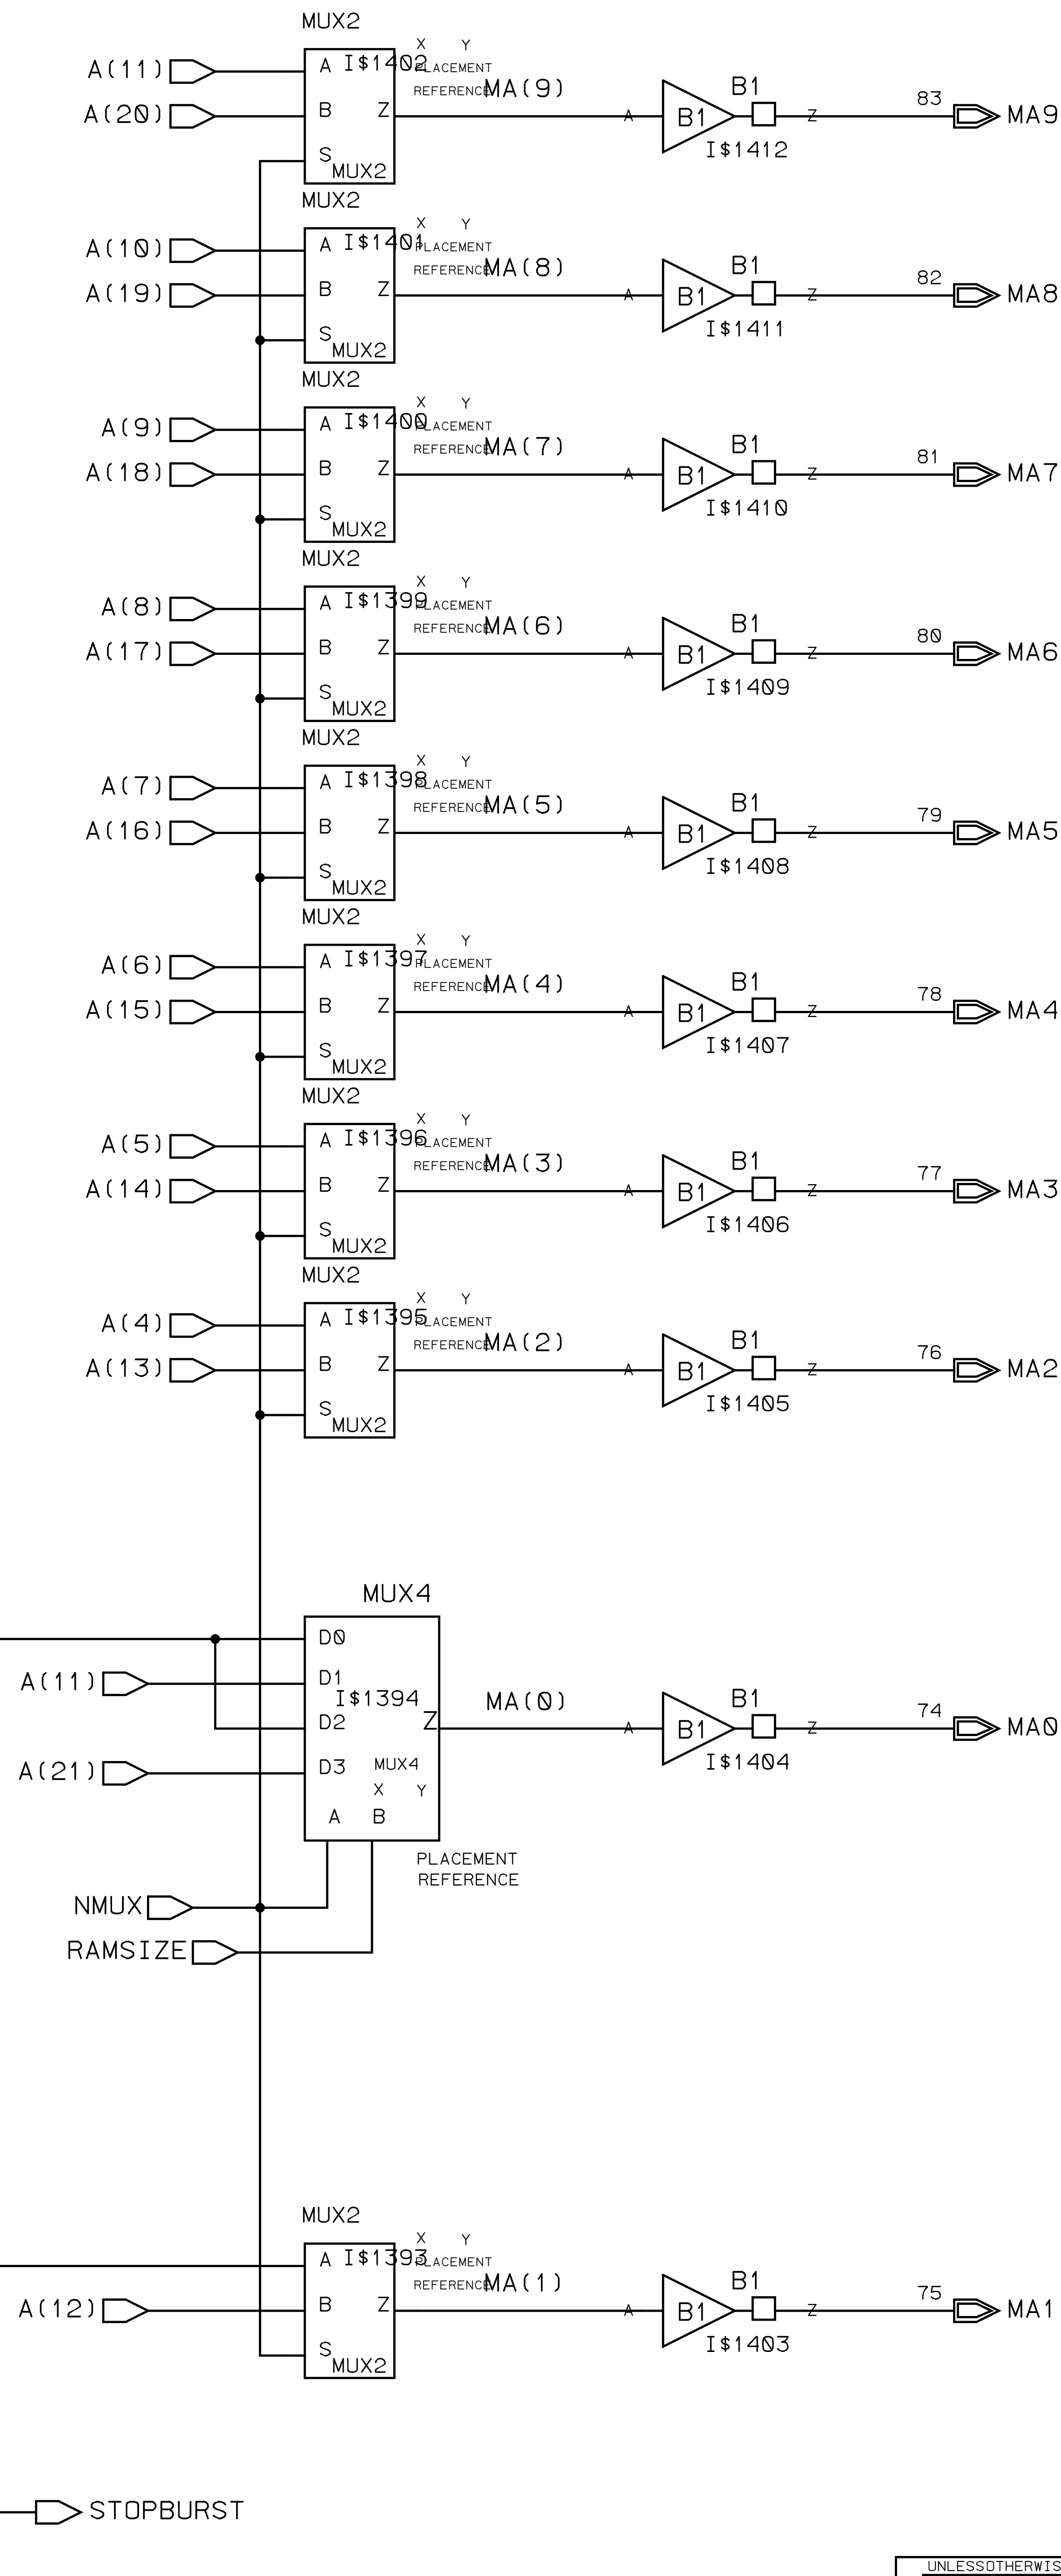 MUX2
A(11) A I$1402 X Y
PLACEMENT
REFERENCE MA(9) B1 83
A(20) B Z A B1 Z MA9
I$1412
S MUX2
MUX2
A(10) A I$1401 X Y
PLACEMENT
REFERENCE MA(8) B1 82
A(19) B Z A B1 Z MA8
I$1411
S MUX2
MUX2
A(9) A I$1400 X Y
PLACEMENT
REFERENCE MA(7) B1 81
A(18) B Z A B1 Z MA7
I$1410
S MUX2
MUX2
A(8) A I$1399 X Y
PLACEMENT
REFERENCE MA(6) B1 80
A(17) B Z A B1 Z MA6
I$1409
S MUX2
MUX2
A(7) A I$1398 X Y
PLACEMENT
REFERENCE MA(5) B1 79
A(16) B Z A B1 Z MA5
I$1408
S MUX2
MUX2
A(6) A I$1397 X Y
PLACEMENT
REFERENCE MA(4) B1 78
A(15) B Z A B1 Z MA4
I$1407
S MUX2
MUX2
A(5) A I$1396 X Y
PLACEMENT
REFERENCE MA(3) B1 77
A(14) B Z A B1 Z MA3
I$1406
S MUX2
MUX2
A(4) A I$1395 X Y
PLACEMENT
REFERENCE MA(2) B1 76
A(13) B Z A B1 Z MA2
I$1405
S MUX2
MUX4
D0
A(11) D1
I$1394 MA(0) B1 74
D2 Z A B1 Z MA0
I$1404
A(21) D3 MUX4
X Y
A B
PLACEMENT
REFERENCE
NMUX
RAMSIZE
MUX2
A I$1393 X Y
PLACEMENT
REFERENCE MA(1) B1 75
A(12) B Z A B1 Z MA1
I$1403
S MUX2
STOPBURST
UNLESSOTHERWIS